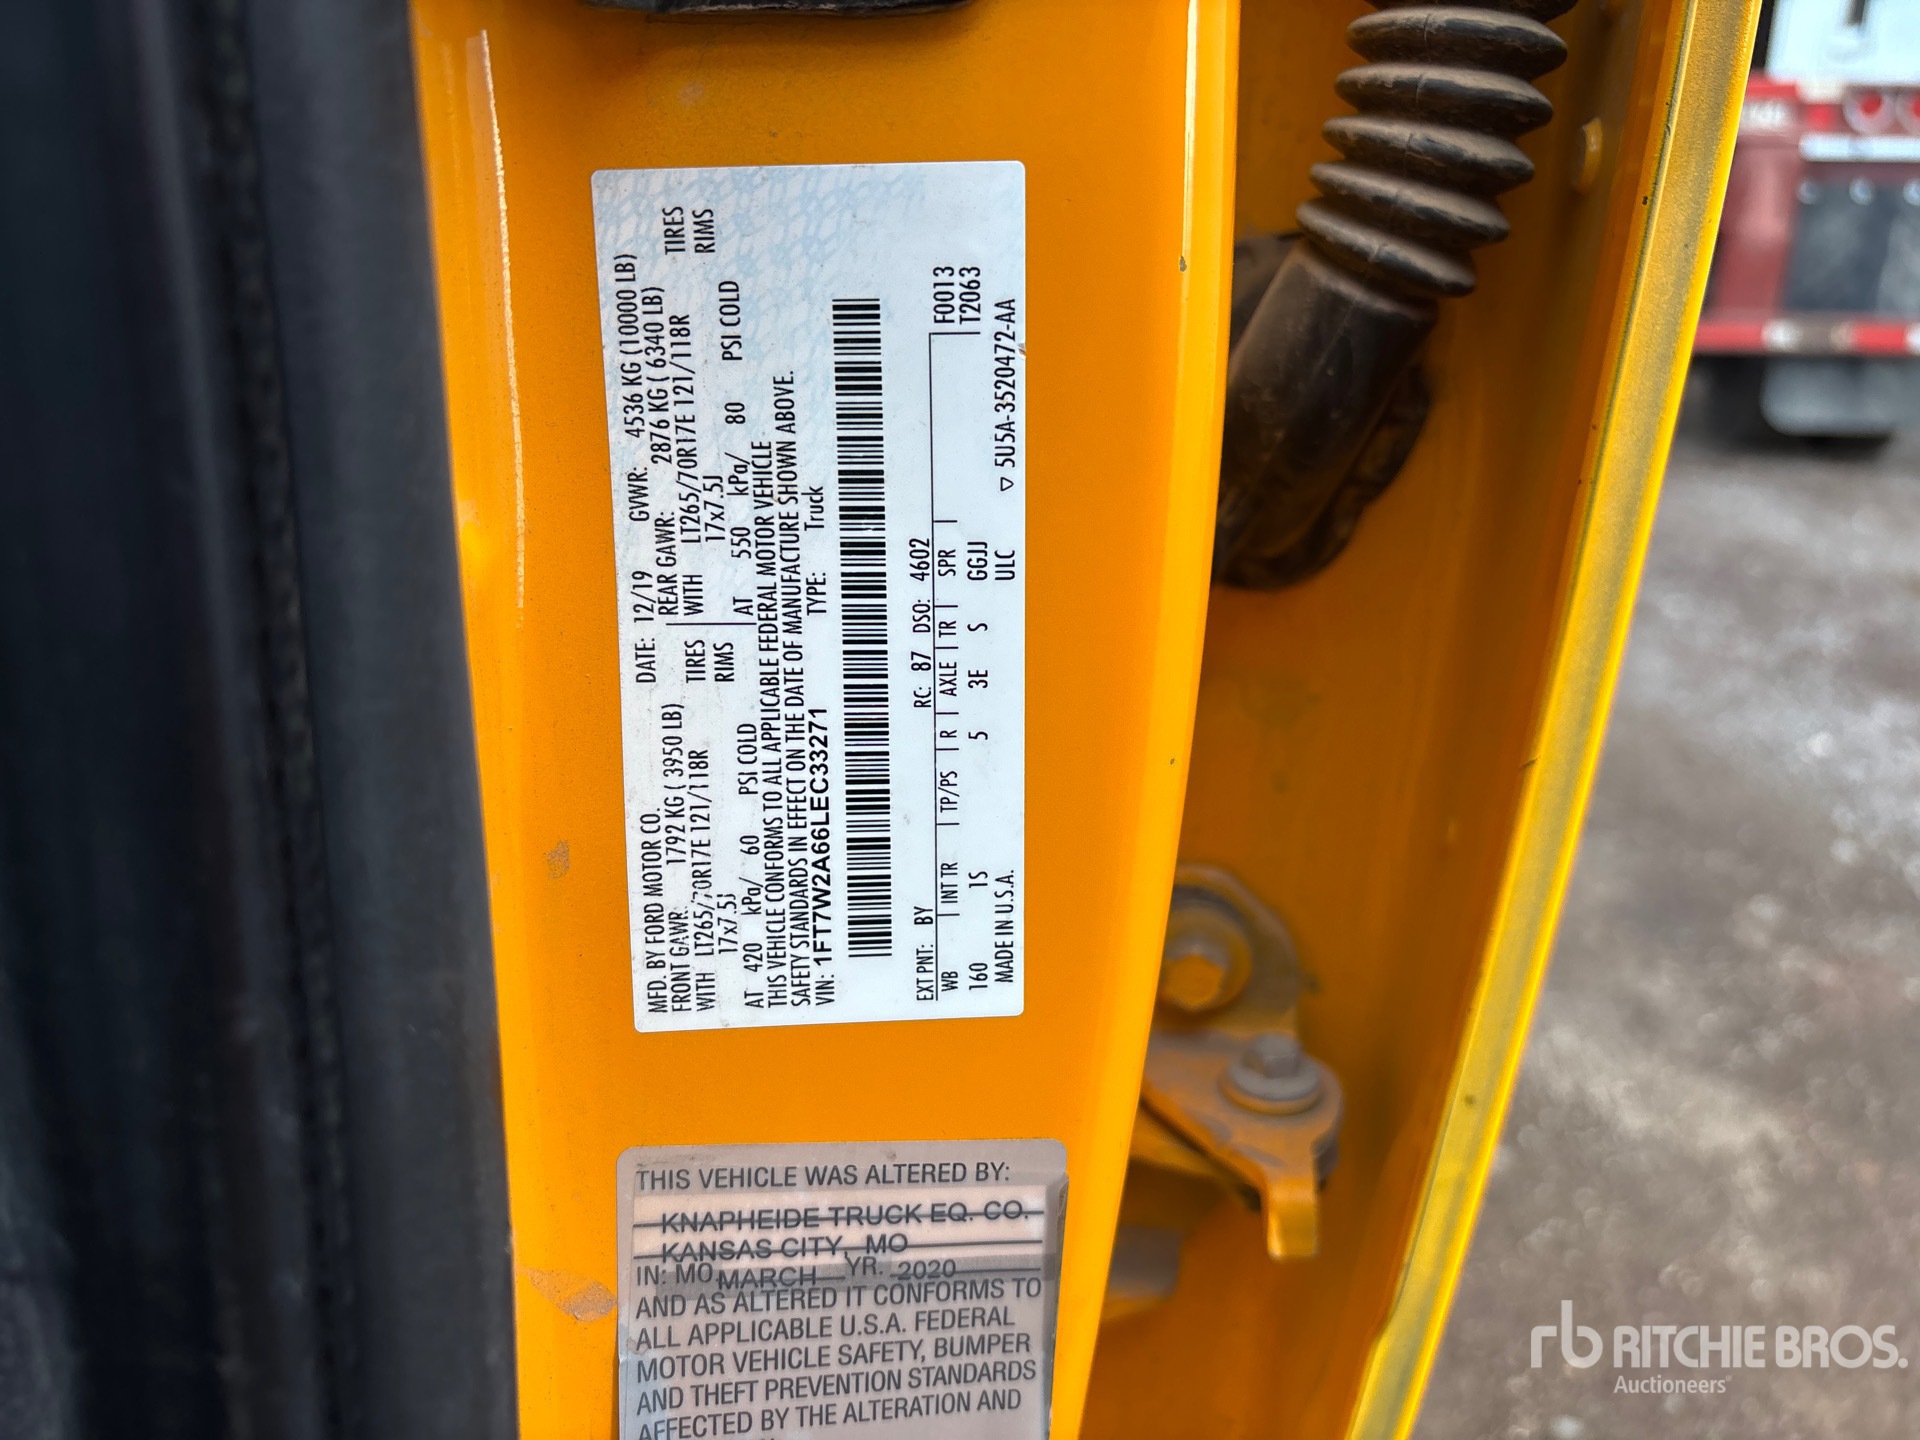 MFD. BY FORD MOTOR CO.
DATE: 12/19 GVWR: 4536 KG (10000 LB)
FRONT GAWR: 1792 KG ( 3950 LB) REAR GAWR: 2876 KG ( 6340 LB)
WITH LT265/70R17E 121/118R TIRES WITH LT265/70R17E 121/118R TIRES
17x7.5J RIMS 17x7.5J RIMS
AT 420 kPa/ 60 PSI COLD AT 550 kPa/ 80 PSI COLD
THIS VEHICLE CONFORMS TO ALL APPLICABLE FEDERAL MOTOR VEHICLE
SAFETY STANDARDS IN EFFECT ON THE DATE OF MANUFACTURE SHOWN ABOVE.
VIN: 1FT7W2A66LEC33271 TYPE: Truck
EXT PNT: BY RC: 87 DSO: 4602 F0013
WB | INT TR | TP/PS | R | AXLE | TR | SPR | T2063
160 1S 5 3E S GGJJ
MADE IN U.S.A. ULC ▽ 5U5A-3520472-AA
THIS VEHICLE WAS ALTERED BY:
KNAPHEIDE TRUCK EQ. CO.
KANSAS CITY, MO
IN: MO. MARCH YR. 2020
AND AS ALTERED IT CONFORMS TO
ALL APPLICABLE U.S.A. FEDERAL
MOTOR VEHICLE SAFETY, BUMPER
AND THEFT PREVENTION STANDARDS
AFFECTED BY THE ALTERATION AND
rb RITCHIE BROS.
Auctioneers